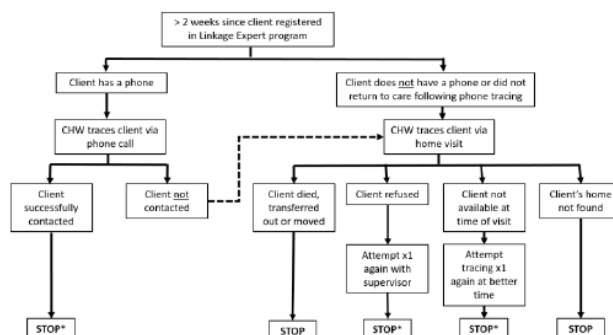 > 2 weeks since client registered
in Linkage Expert program
Client has a phone
Client does not have a phone or did not
return to care following phone tracing
CHW traces client via
phone call
CHW traces client via
home visit
Client
successfully
contacted
Client not
contacted
Client died,
transferred
out or moved
Client refused
Client not
available at
time of visit
Client's home
not found
Attempt x1
again with
supervisor
Attempt
tracing x1
again at better
time
STOP*
STOP
STOP*
STOP*
STOP